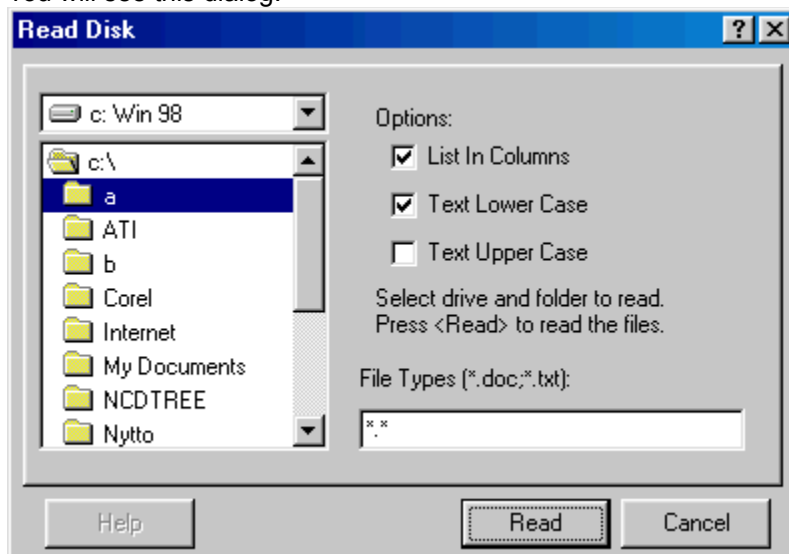 You will see this dialog:
Read Disk
c: Win 98
c:\
a
ATI
b
Corel
Internet
My Documents
NCDTREE
Nytto
Options:
List In Columns
Text Lower Case
Text Upper Case
Select drive and folder to read.
Press <Read> to read the files.
File Types (*.doc;*.txt):
*.*
Help
Read
Cancel